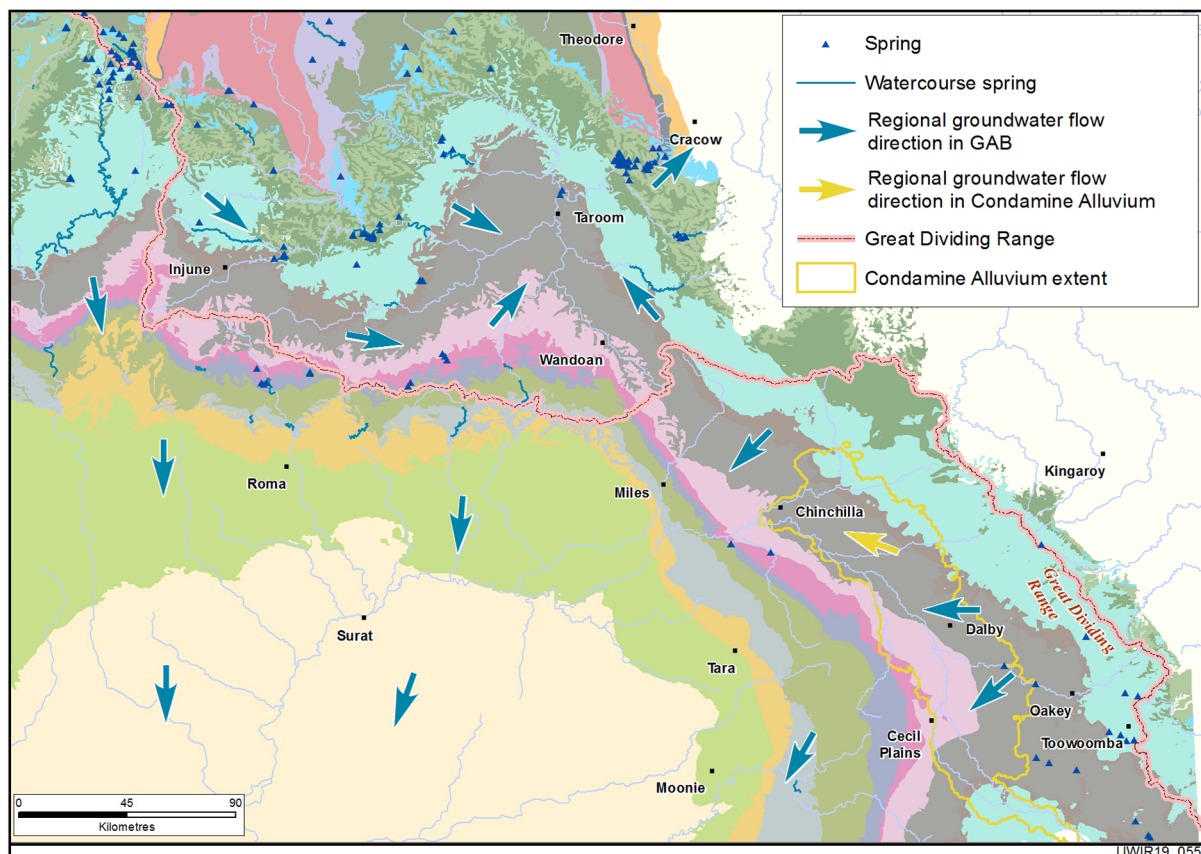 Theodore
Cracow
Taroom
Injune
Wandoan
Roma
Miles
Chinchilla
Kingaroy
Great Dividing
Range
Surat
Dalby
Tara
Oakey
Toowoomba
Cecil
Plains
Moonie
Spring
Watercourse spring
Regional groundwater flow
direction in GAB
Regional groundwater flow
direction in Condamine Alluvium
Great Dividing Range
Condamine Alluvium extent
0 45 90
Kilometres
UWIR19_055